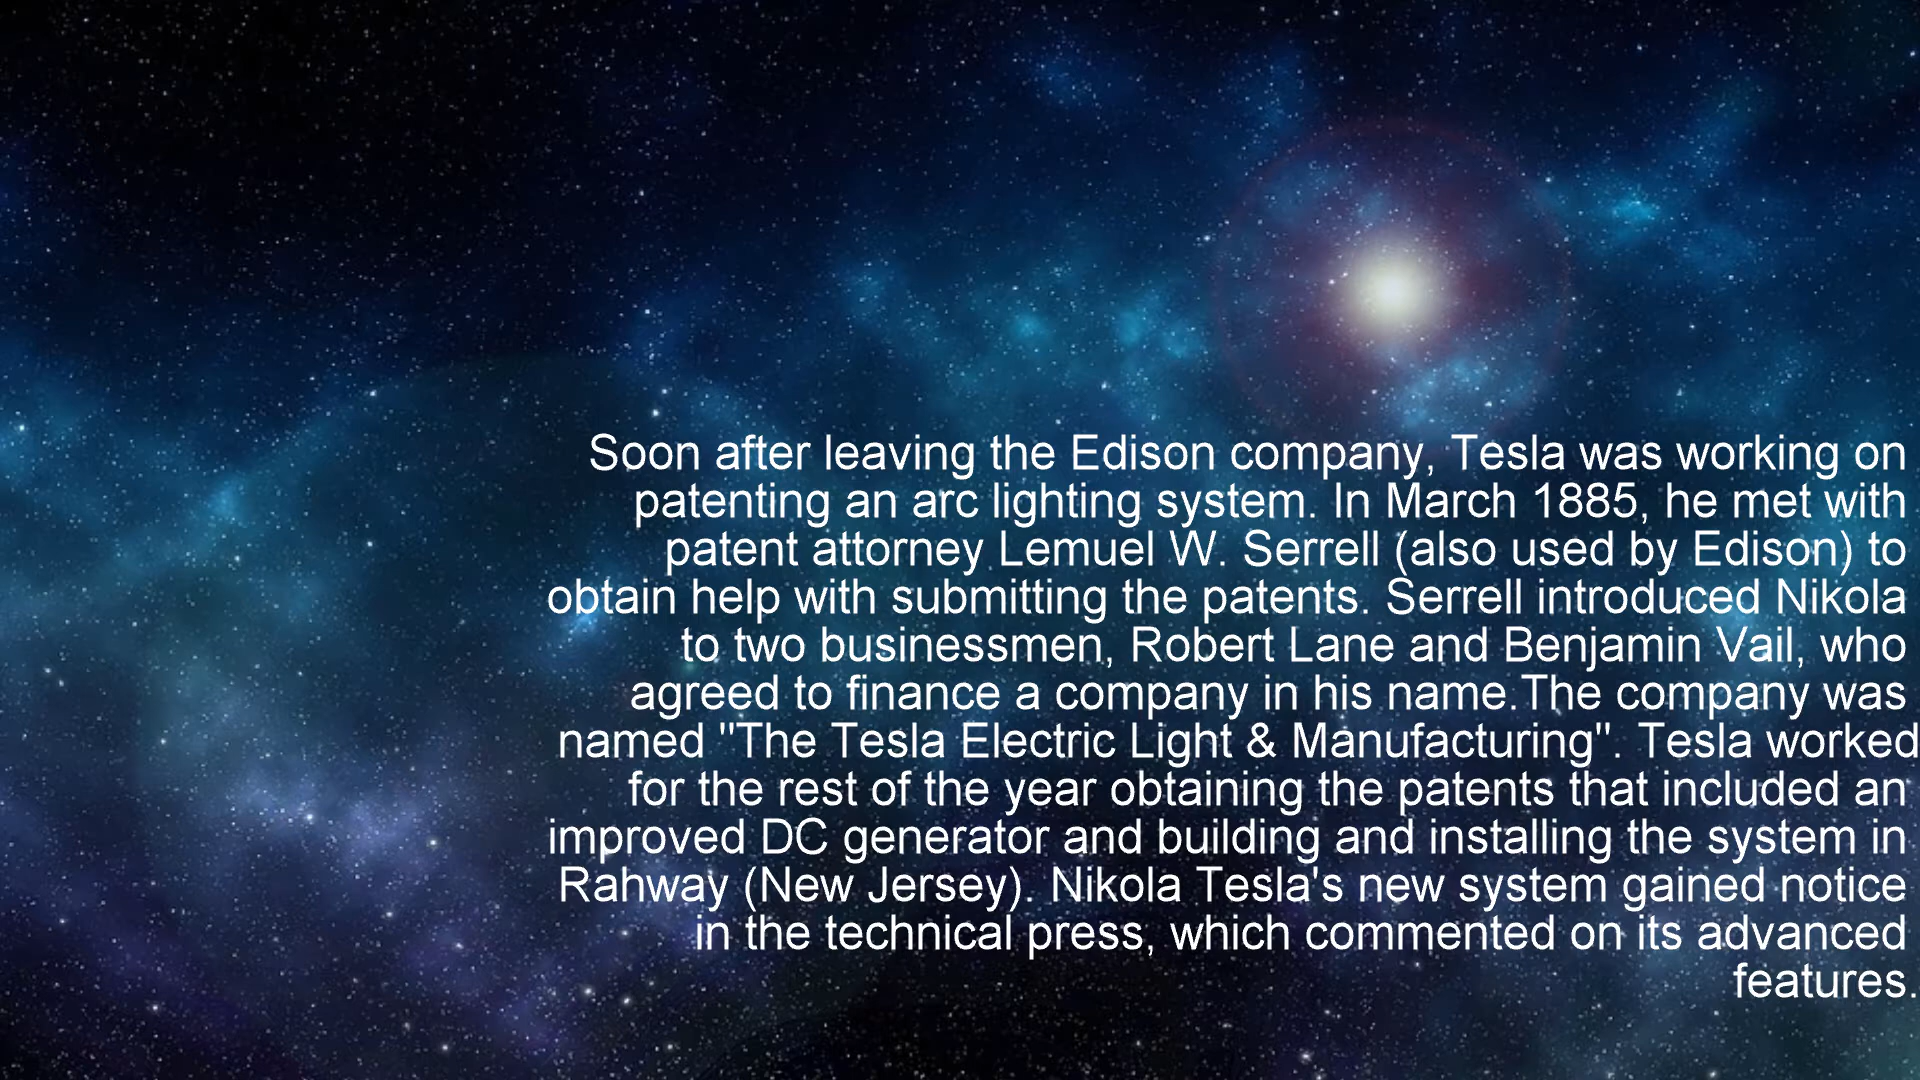 Soon after leaving the Edison company, Tesla was working on
patenting an arc lighting system. In March 1885, he met with
patent attorney Lemuel W. Serrell (also used by Edison) to
obtain help with submitting the patents. Serrell introduced Nikola
to two businessmen, Robert Lane and Benjamin Vail, who
agreed to finance a company in his name.The company was
named "The Tesla Electric Light & Manufacturing". Tesla worked
for the rest of the year obtaining the patents that included an
improved DC generator and building and installing the system in
Rahway (New Jersey). Nikola Tesla's new system gained notice
in the technical press, which commented on its advanced
features.